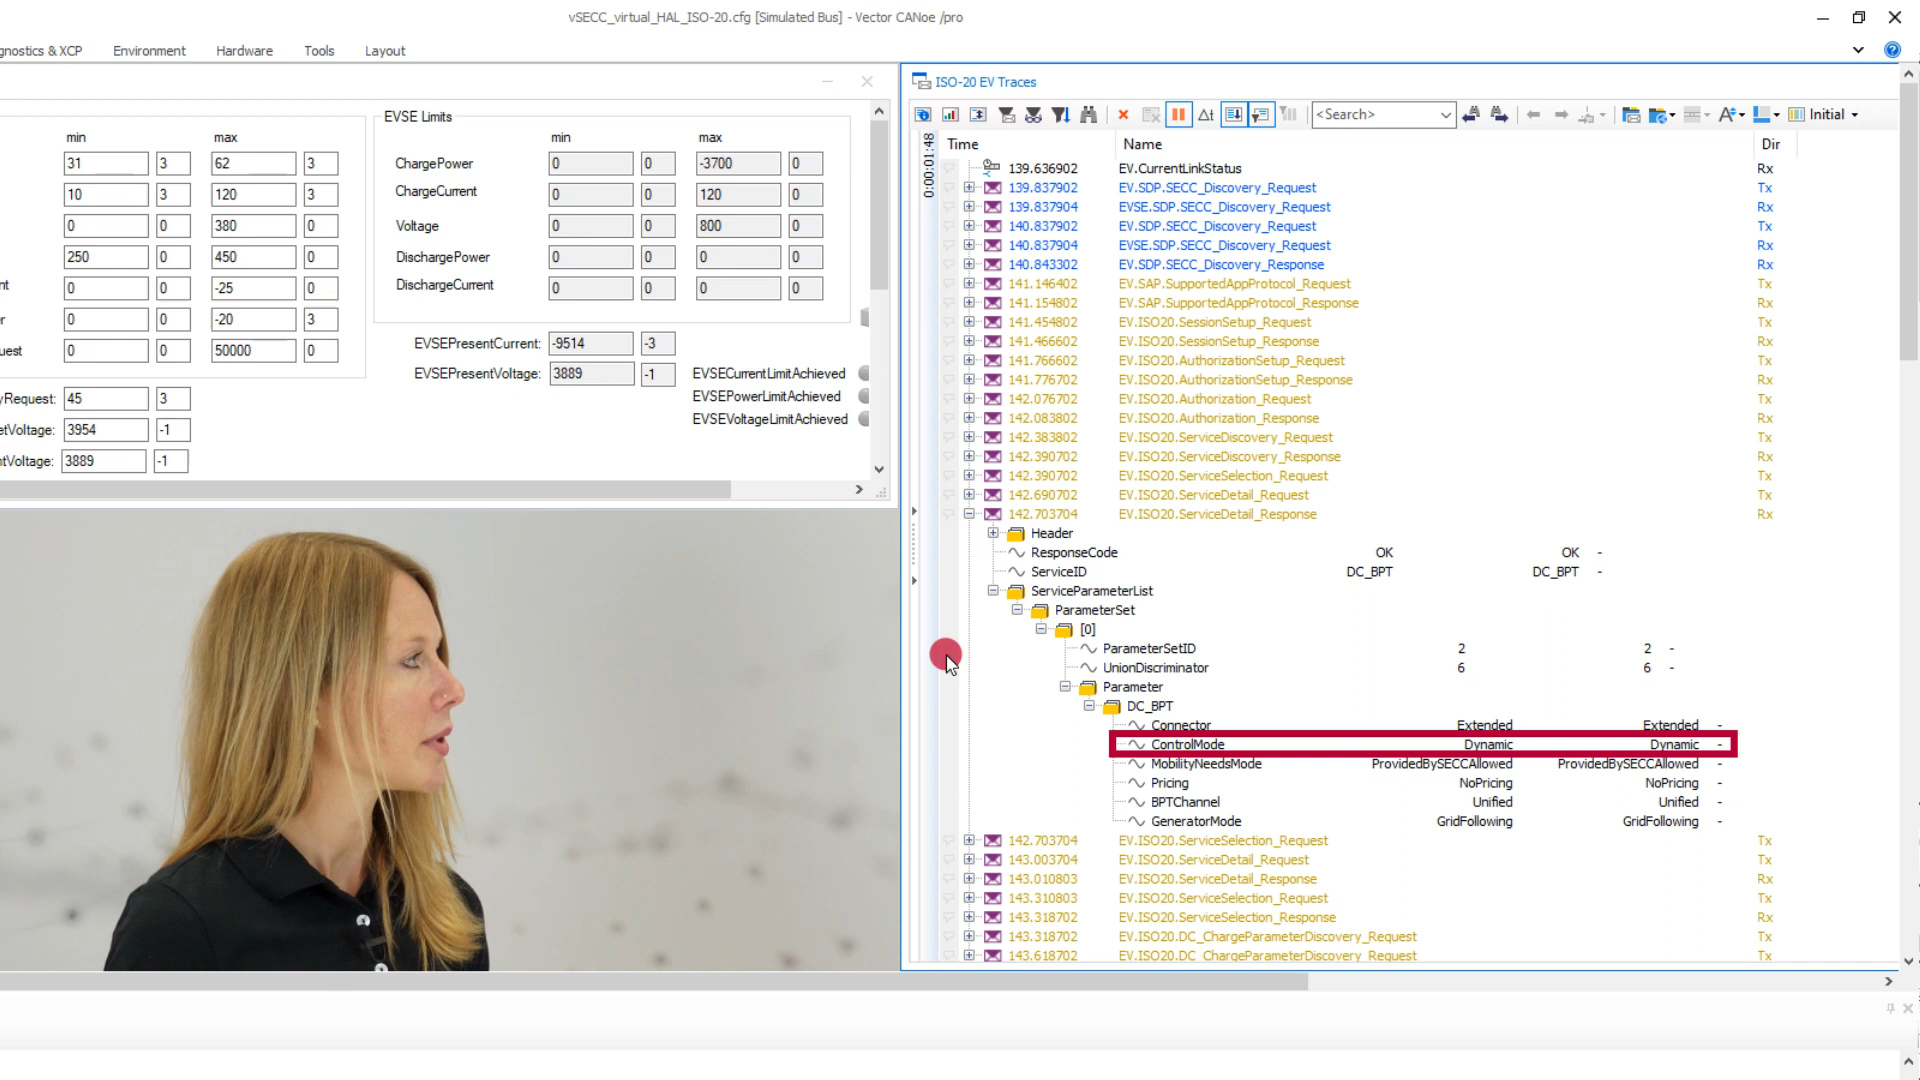 vSECC_virtual_HAL_ISO-20.cfg [Simulated Bus] - Vector CANoe /pro
gnostics & XCP Environment Hardware Tools Layout
min max
31 3 62 3
10 3 120 3
0 0 380 0
250 0 450 0
nt 0 0 -25 0
r 0 0 -20 3
uest 0 0 50000 0
yRequest: 45 3
etVoltage: 3954 -1
ntVoltage: 3889 -1
EVSE Limits
min max
ChargePower 0 0 -3700 0
ChargeCurrent 0 0 120 0
Voltage 0 0 800 0
DischargePower 0 0 0 0
DischargeCurrent 0 0 0 0
EVSEPresentCurrent: -9514 -3
EVSEPresentVoltage: 3889 -1
EVSECurrentLimitAchieved
EVSEPowerLimitAchieved
EVSEVoltageLimitAchieved
ISO-20 EV Traces
Δt <Search> Initial
0:00:01:48
Time Name Dir
139.636902 EV.CurrentLinkStatus Rx
139.837902 EV.SDP.SECC_Discovery_Request Tx
139.837904 EVSE.SDP.SECC_Discovery_Request Rx
140.837902 EV.SDP.SECC_Discovery_Request Tx
140.837904 EVSE.SDP.SECC_Discovery_Request Rx
140.843302 EV.SDP.SECC_Discovery_Response Rx
141.146402 EV.SAP.SupportedAppProtocol_Request Tx
141.154802 EV.SAP.SupportedAppProtocol_Response Rx
141.454802 EV.ISO20.SessionSetup_Request Tx
141.466602 EV.ISO20.SessionSetup_Response Rx
141.766602 EV.ISO20.AuthorizationSetup_Request Tx
141.776702 EV.ISO20.AuthorizationSetup_Response Rx
142.076702 EV.ISO20.Authorization_Request Tx
142.083802 EV.ISO20.Authorization_Response Rx
142.383802 EV.ISO20.ServiceDiscovery_Request Tx
142.390702 EV.ISO20.ServiceDiscovery_Response Rx
142.390702 EV.ISO20.ServiceSelection_Request Tx
142.690702 EV.ISO20.ServiceDetail_Request Tx
142.703704 EV.ISO20.ServiceDetail_Response Rx
Header
ResponseCode OK OK -
ServiceID DC_BPT DC_BPT -
ServiceParameterList
ParameterSet
[0]
ParameterSetID 2 2 -
UnionDiscriminator 6 6 -
Parameter
DC_BPT
Connector Extended Extended -
ControlMode Dynamic Dynamic -
MobilityNeedsMode ProvidedBySECCAllowed ProvidedBySECCAllowed -
Pricing NoPricing NoPricing -
BPTChannel Unified Unified -
GeneratorMode GridFollowing GridFollowing -
142.703704 EV.ISO20.ServiceSelection_Request Tx
143.003704 EV.ISO20.ServiceDetail_Request Tx
143.010803 EV.ISO20.ServiceDetail_Response Rx
143.310803 EV.ISO20.ServiceSelection_Request Tx
143.318702 EV.ISO20.ServiceSelection_Response Rx
143.318702 EV.ISO20.DC_ChargeParameterDiscovery_Request Tx
143.618702 EV.ISO20.DC_ChargeParameterDiscovery_Request Tx